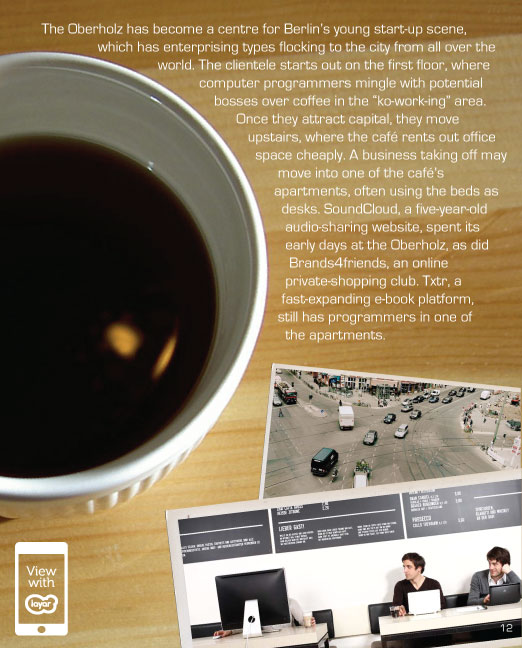 The Oberholz has become a centre for Berlin's young start-up scene,
which has enterprising types flocking to the city from all over the
world. The clientele starts out on the first floor, where
computer programmers mingle with potential
bosses over coffee in the "ko-work-ing" area.
Once they attract capital, they move
upstairs, where the café rents out office
space cheaply. A business taking off may
move into one of the café's
apartments, often using the beds as
desks. SoundCloud, a five-year-old
audio-sharing website, spent its
early days at the Oberholz, as did
Brands4friends, an online
private-shopping club. Txtr, a
fast-expanding e-book platform,
still has programmers in one of
the apartments.
LIEBER GAST!
PROSECCO
View
with
layar
12